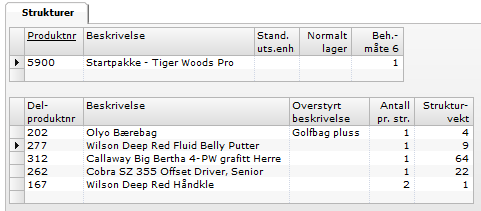 Strukturer
Produktnr Beskrivelse Stand. uts.enh Normalt lager Beh.- måte 6
5900 Startpakke - Tiger Woods Pro 1
Del- produktnr Beskrivelse Overstyrt beskrivelse Antall pr. str. Struktur- vekt
202 Olyo Bærebag Golfbag pluss 1 4
277 Wilson Deep Red Fluid Belly Putter 1 9
312 Callaway Big Bertha 4-PW grafitt Herre 1 64
262 Cobra SZ 355 Offset Driver, Senior 1 22
167 Wilson Deep Red Håndkle 2 1